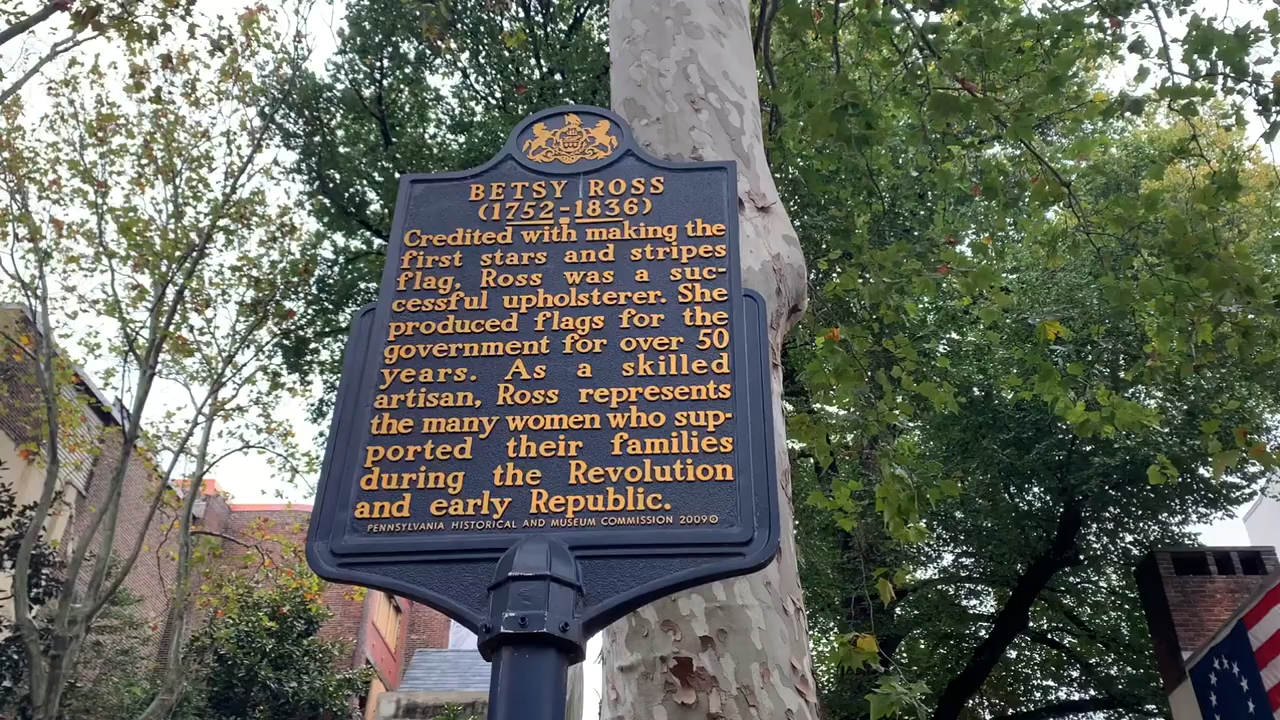 BETSY ROSS
(1752-1836)
Credited with making the
first stars and stripes
flag, Ross was a suc-
cessful upholsterer. She
produced flags for the
government for over 50
years. As a skilled
artisan, Ross represents
the many women who sup-
ported their families
during the Revolution
and early Republic.
PENNSYLVANIA HISTORICAL AND MUSEUM COMMISSION 2009©